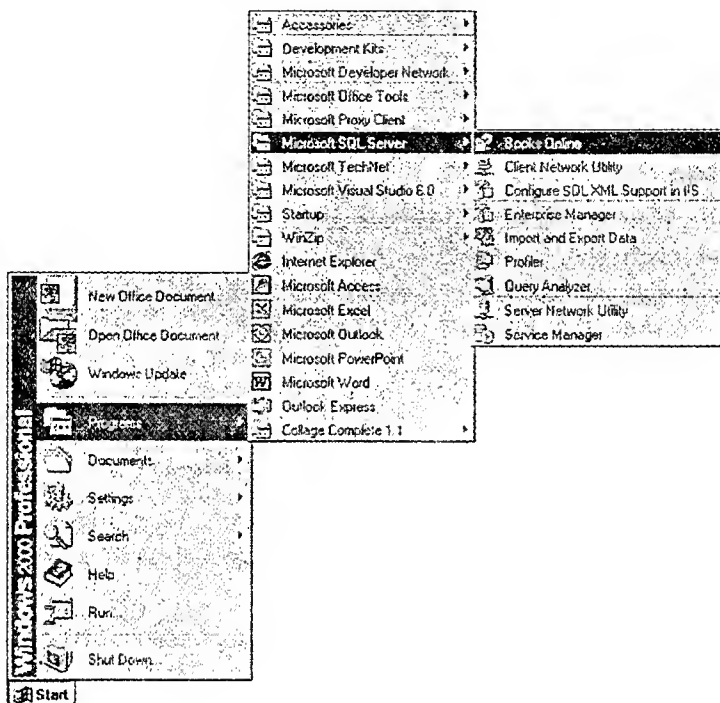 Accessories
Development Kits
Microsoft Developer Network
Microsoft Office Tools
Microsoft Proxy Client
Microsoft SQL Server
Microsoft TechNet
Microsoft Visual Studio 6.0
Startup
WinZip
Internet Explorer
Microsoft Access
Microsoft Excel
Microsoft Outlook
Microsoft PowerPoint
Microsoft Word
Outlook Express
Collage Complete 1.1
Books Online
Client Network Utility
Configure SQL XML Support in IIS
Enterprise Manager
Import and Export Data
Profiler
Query Analyzer
Server Network Utility
Service Manager
New Office Document
Open Office Document
Windows Update
Programs
Documents
Settings
Search
Help
Run...
Shut Down...
Windows 2000 Professional
Start